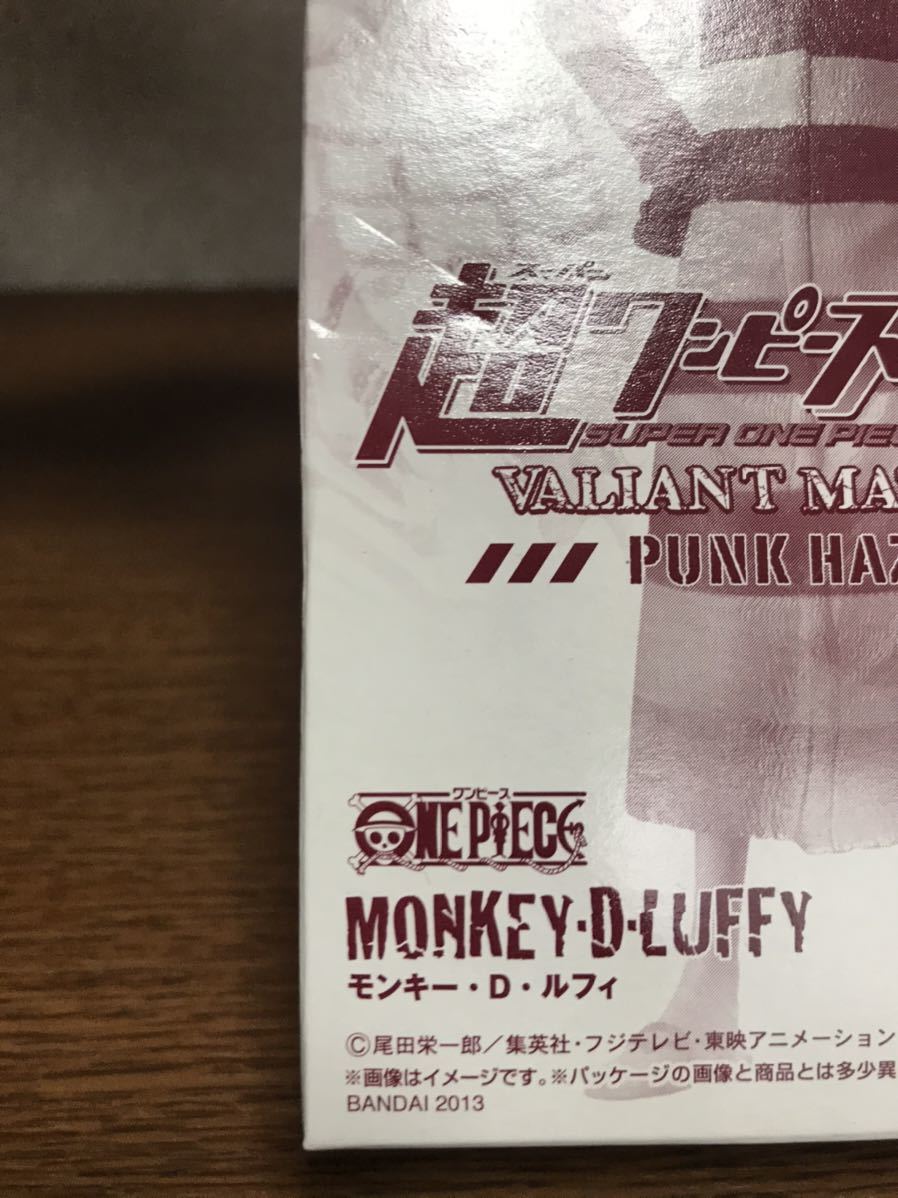 スーパー
超ワンピース
SUPER ONE PIEC
VALIANT MA
PUNK HAZ
ワンピース
ONE PIECE
MONKEY・D・LUFFY
モンキー・D・ルフィ
©尾田栄一郎／集英社・フジテレビ・東映アニメーション
※画像はイメージです。※パッケージの画像と商品とは多少異
BANDAI 2013